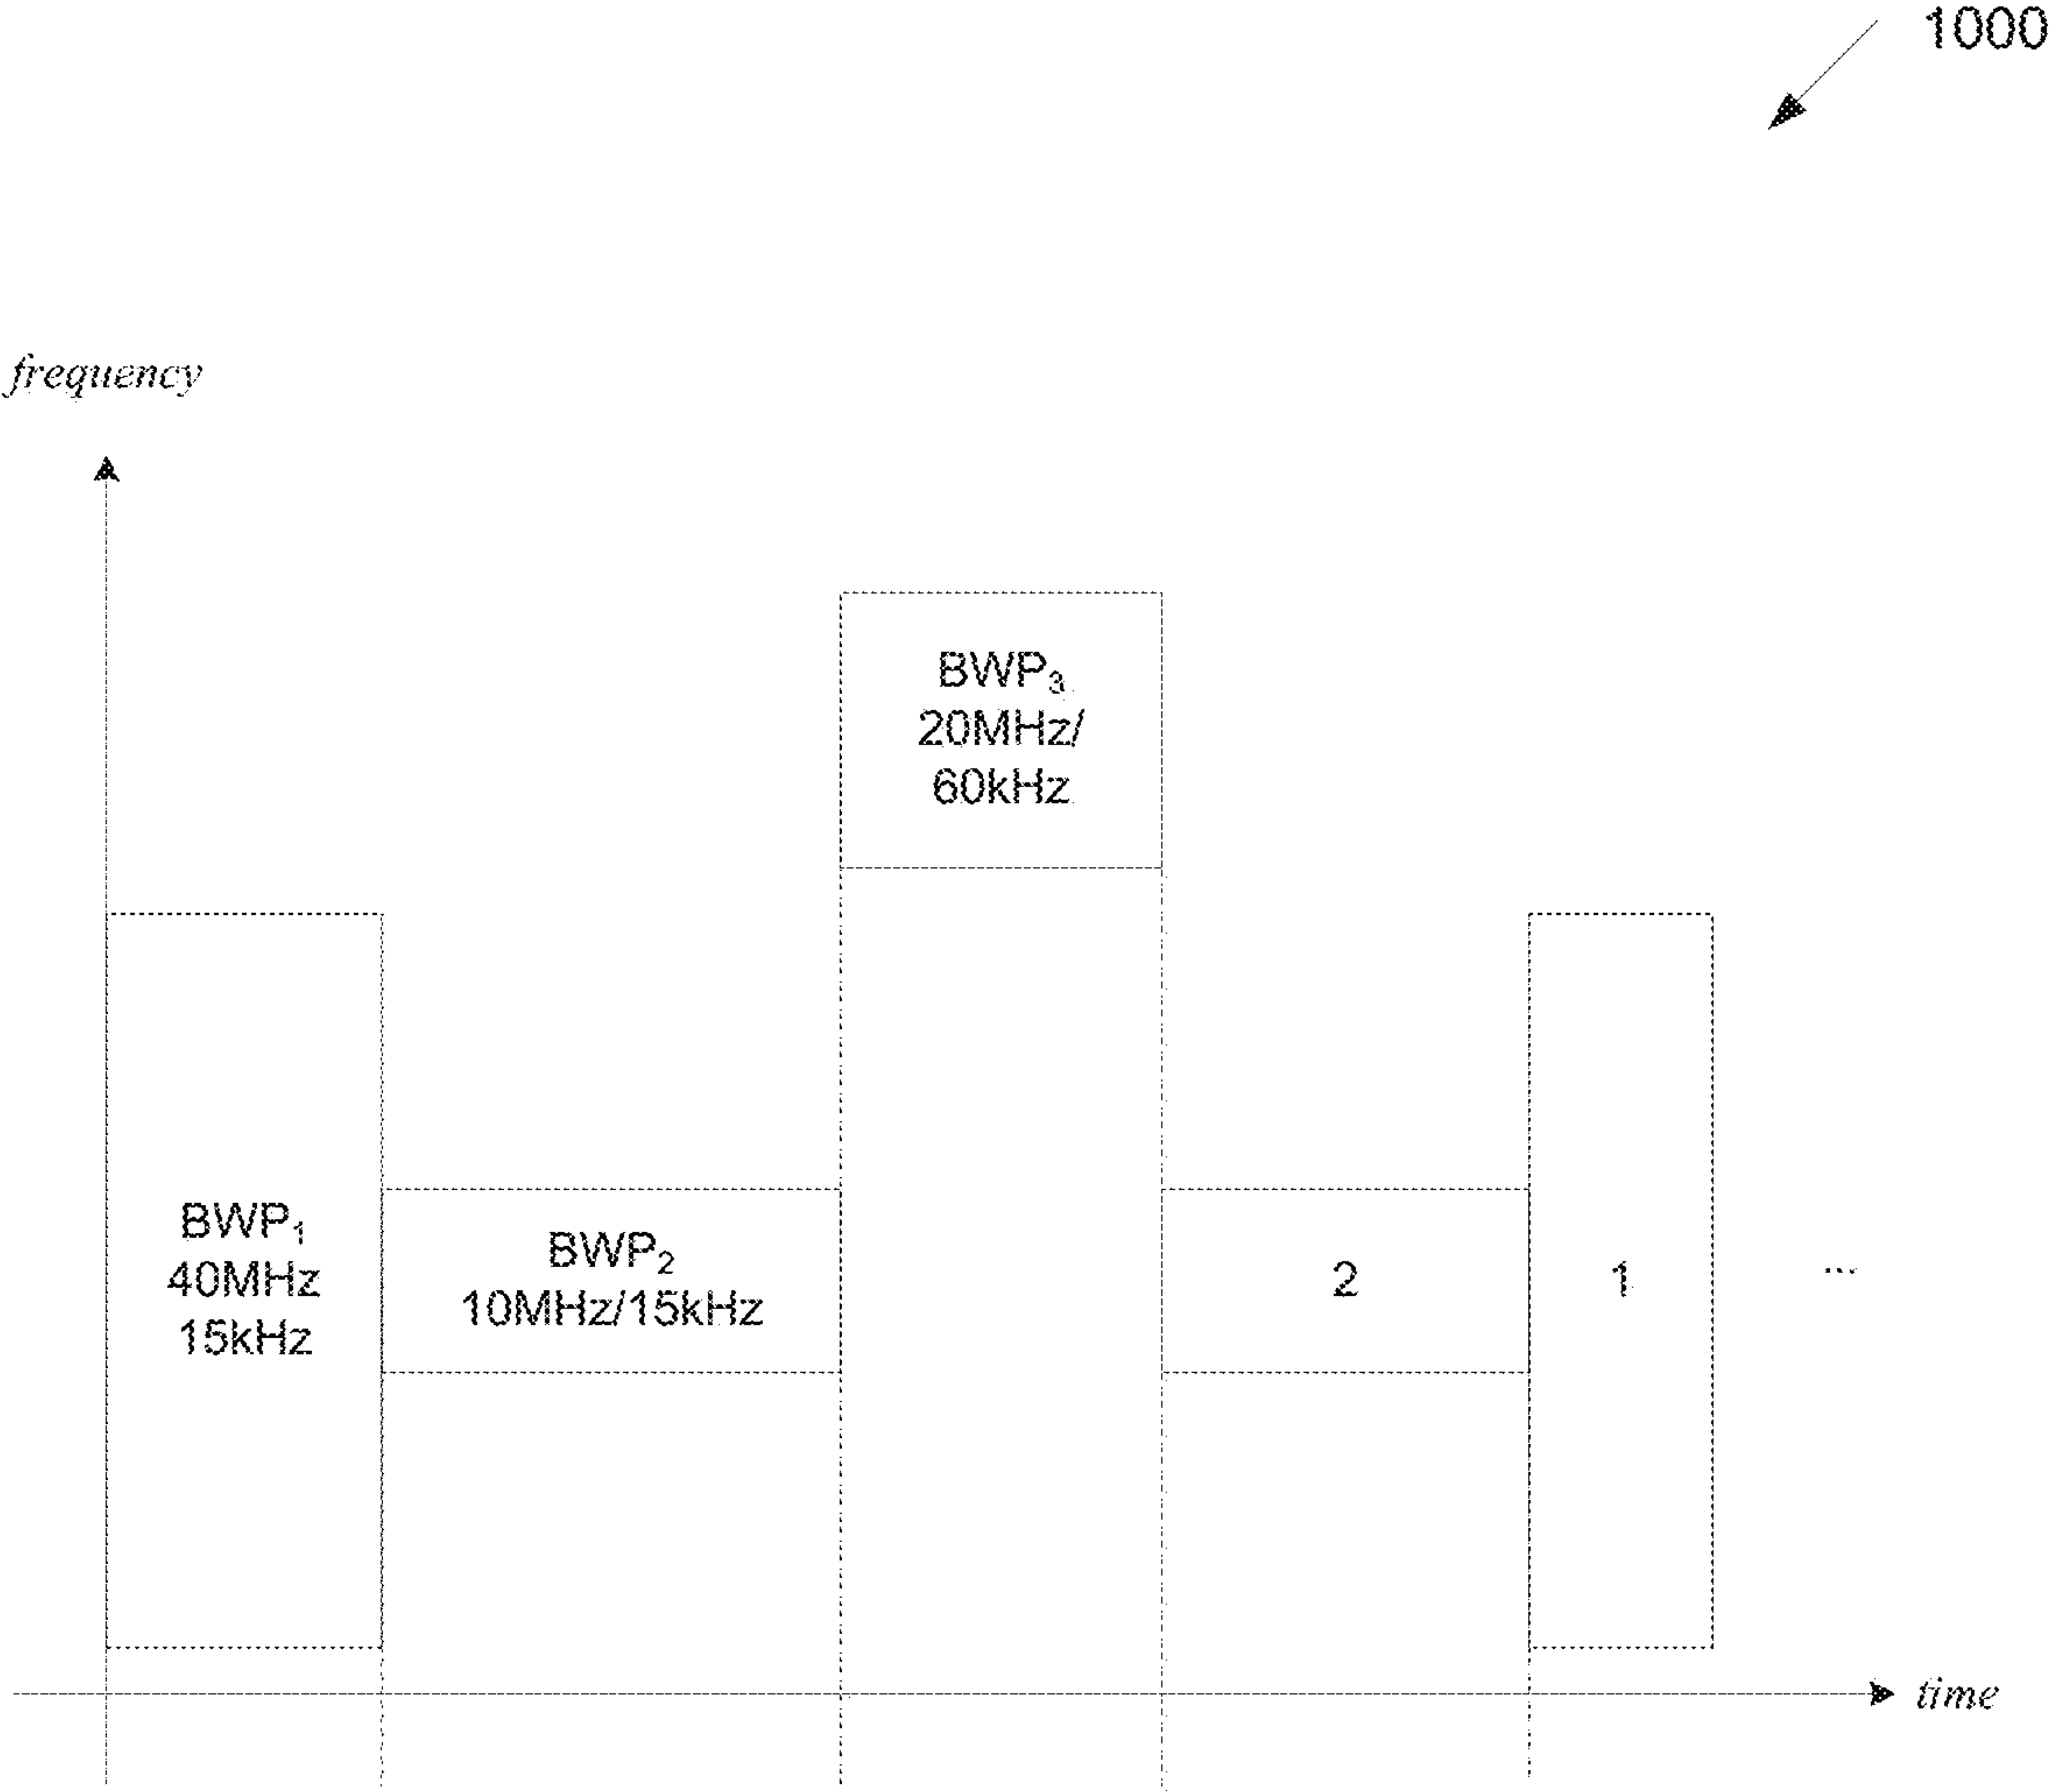 1000
frequency
BWP₃
20MHz/
60kHz
BWP₁
40MHz
15kHz
BWP₂
10MHz/15kHz
2
1
...
time